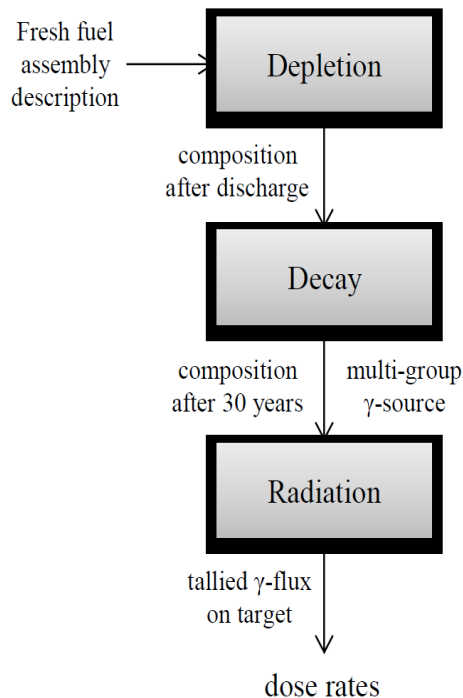 Fresh fuel
assembly
description
Depletion
composition
after discharge
Decay
composition
after 30 years
multi-group
γ-source
Radiation
tallied γ-flux
on target
dose rates